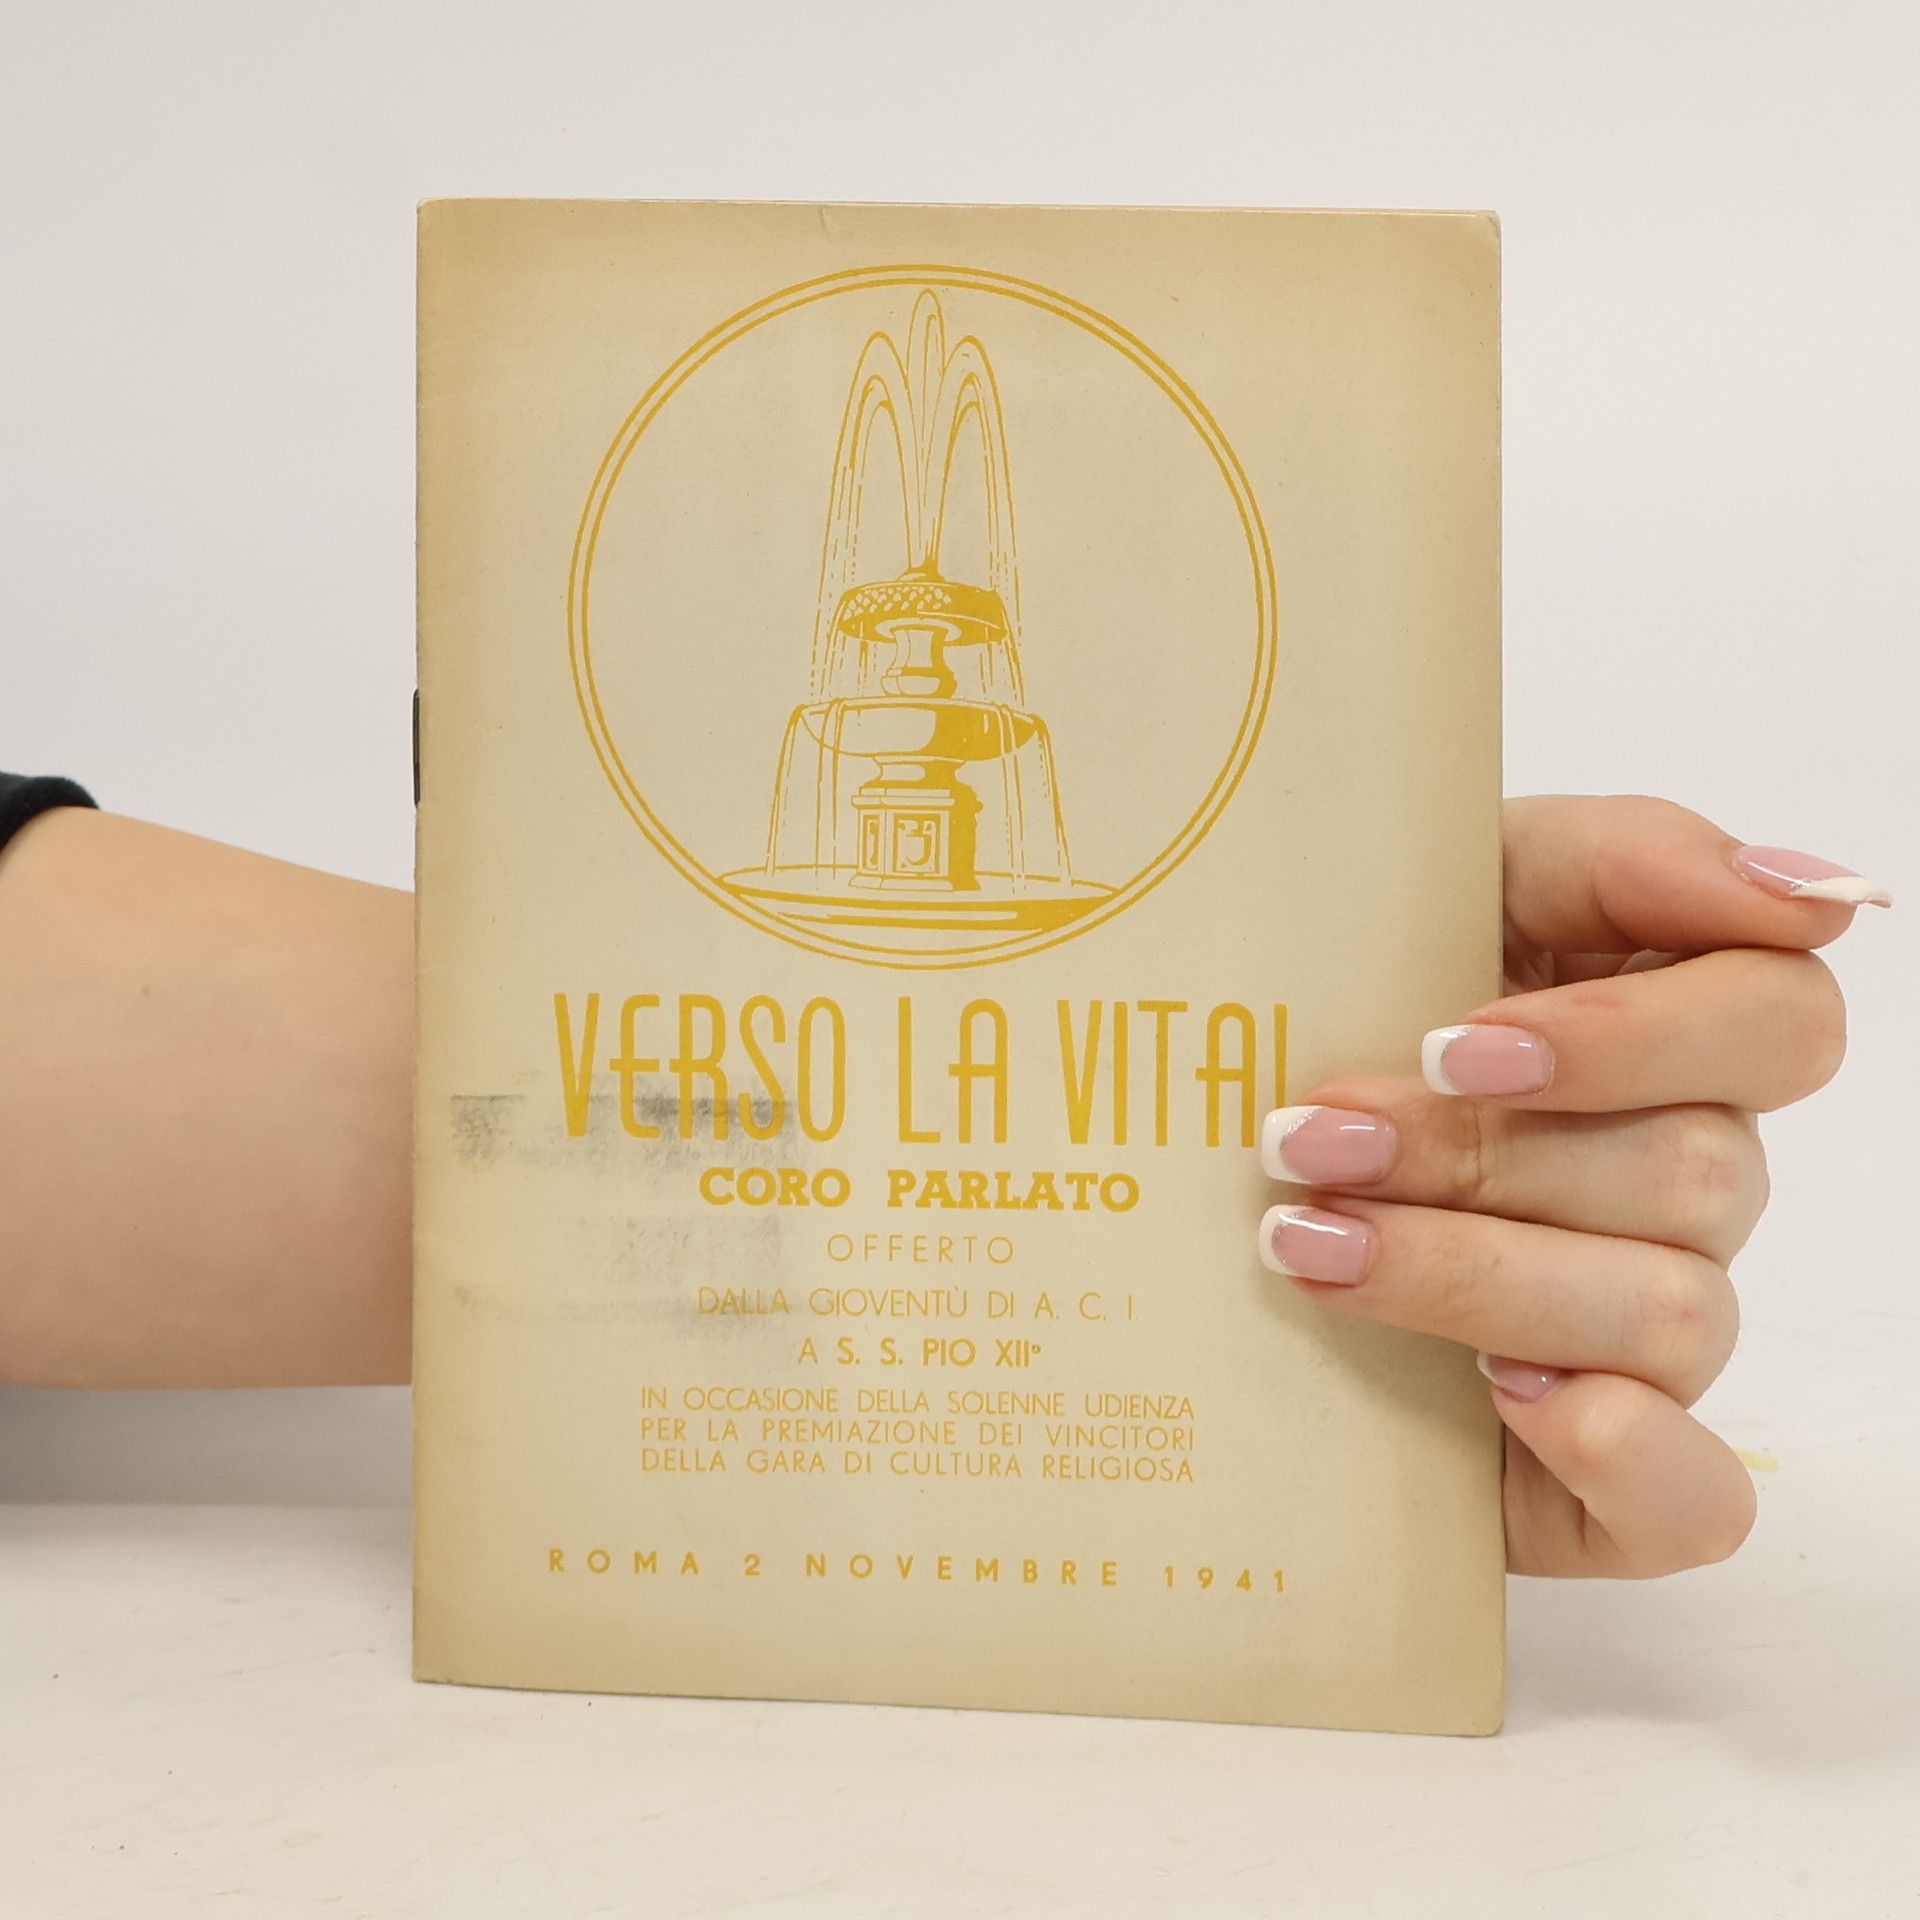 VERSO LA VITA!
CORO PARLATO
OFFERTO
DALLA GIOVENTÙ DI A. C. I
A S. S. PIO XII°
IN OCCASIONE DELLA SOLENNE UDIENZA
PER LA PREMIAZIONE DEI VINCITORI
DELLA GARA DI CULTURA RELIGIOSA
ROMA 2 NOVEMBRE 1941